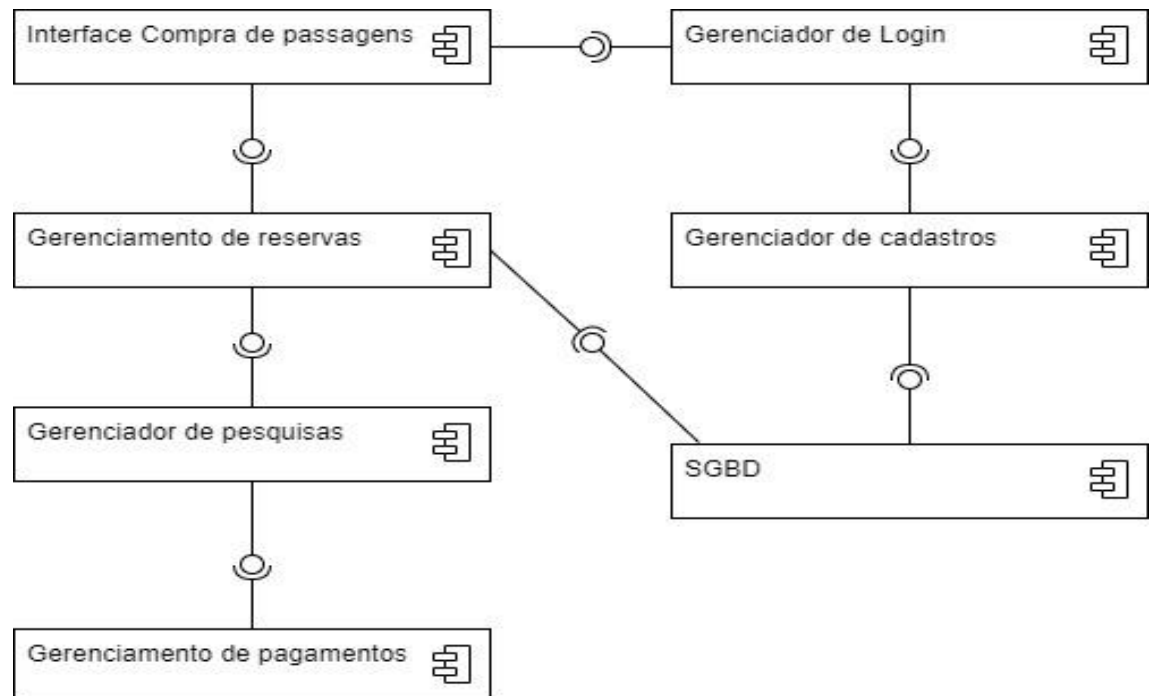 Interface Compra de passagens
Gerenciador de Login
Gerenciamento de reservas
Gerenciador de cadastros
Gerenciador de pesquisas
SGBD
Gerenciamento de pagamentos